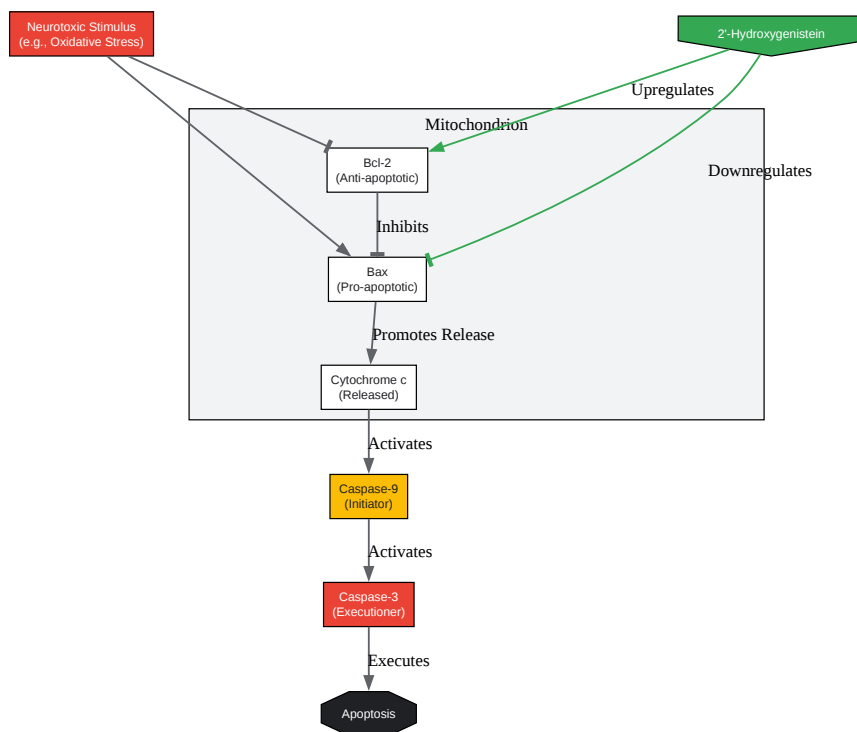 Neurotoxic Stimulus
(e.g., Oxidative Stress)
2'-Hydroxygenistein
Upregulates
Mitochondrion
Bcl-2
(Anti-apoptotic)
Downregulates
Inhibits
Bax
(Pro-apoptotic)
Promotes Release
Cytochrome c
(Released)
Activates
Caspase-9
(Initiator)
Activates
Caspase-3
(Executioner)
Executes
Apoptosis